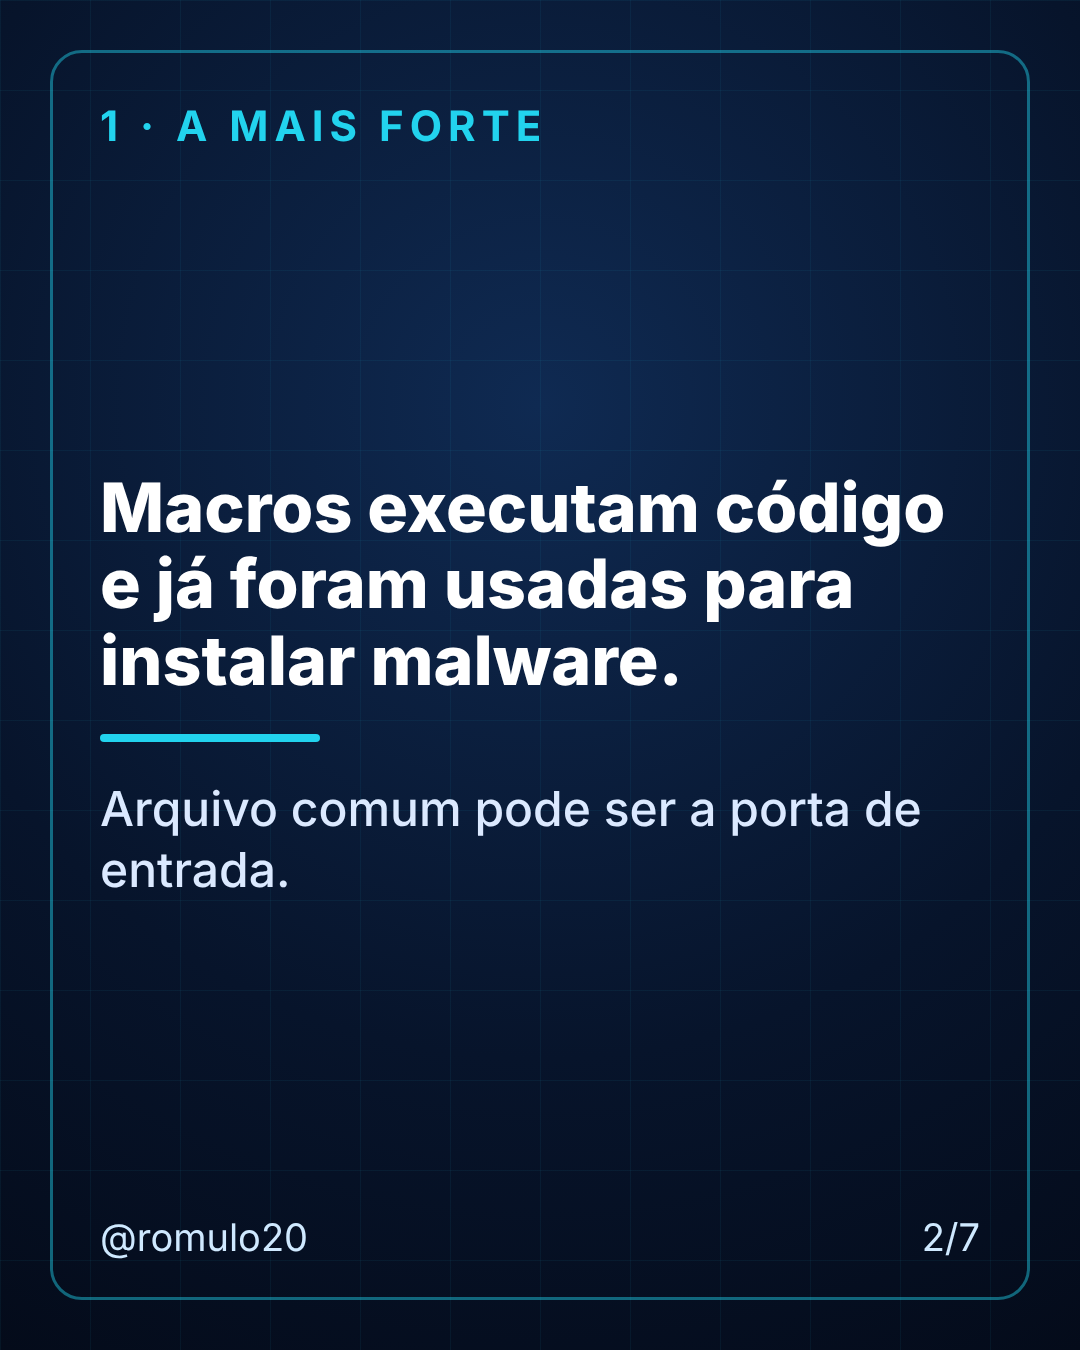 1 · A MAIS FORTE
Macros executam código
e já foram usadas para
instalar malware.
Arquivo comum pode ser a porta de
entrada.
@romulo20
2/7